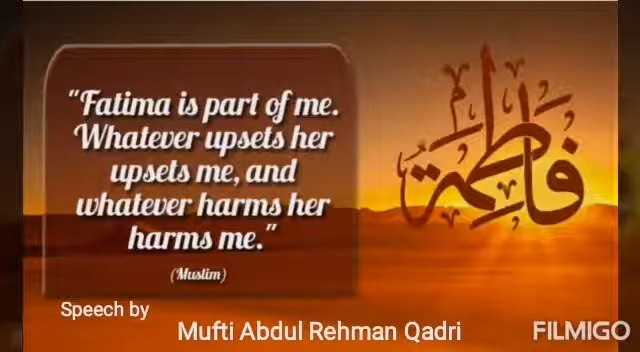 "Fatima is part of me.
Whatever upsets her
upsets me, and
whatever harms her
harms me."
(Muslim)
فَاطِمَةُ
Speech by
Mufti Abdul Rehman Qadri
FILMIGO